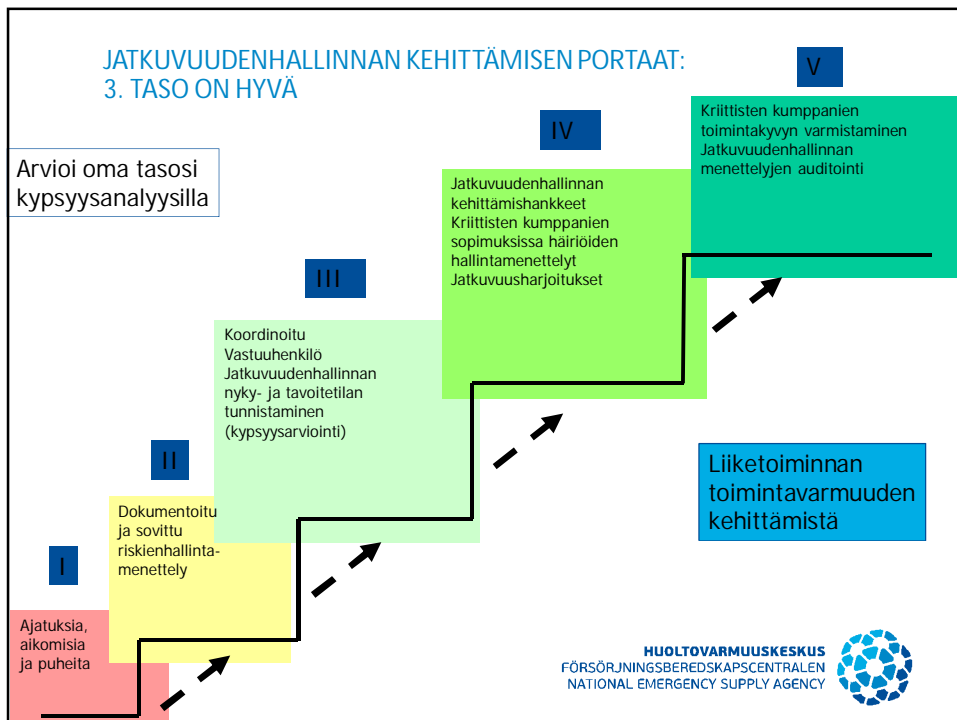 JATKUVUUDENHALLINNAN KEHITTÄMISEN PORTAAT:
3. TASO ON HYVÄ
Arvioi oma tasosi
kypsyysanalyysilla
I
Ajatuksia,
aikomisia
ja puheita
II
Dokumentoitu
ja sovittu
riskienhallinta-
menettely
III
Koordinoitu
Vastuuhenkilö
Jatkuvuudenhallinnan
nyky- ja tavoitetilan
tunnistaminen
(kypsyysarviointi)
IV
Jatkuvuudenhallinnan
kehittämishankkeet
Kriittisten kumppanien
sopimuksissa häiriöiden
hallintamenettelyt
Jatkuvuusharjoitukset
V
Kriittisten kumppanien
toimintakyvyn varmistaminen
Jatkuvuudenhallinnan
menettelyjen auditointi
Liiketoiminnan
toimintavarmuuden
kehittämistä
HUOLTOVARMUUSKESKUS
FÖRSÖRJNINGSBEREDSKAPSCENTRALEN
NATIONAL EMERGENCY SUPPLY AGENCY